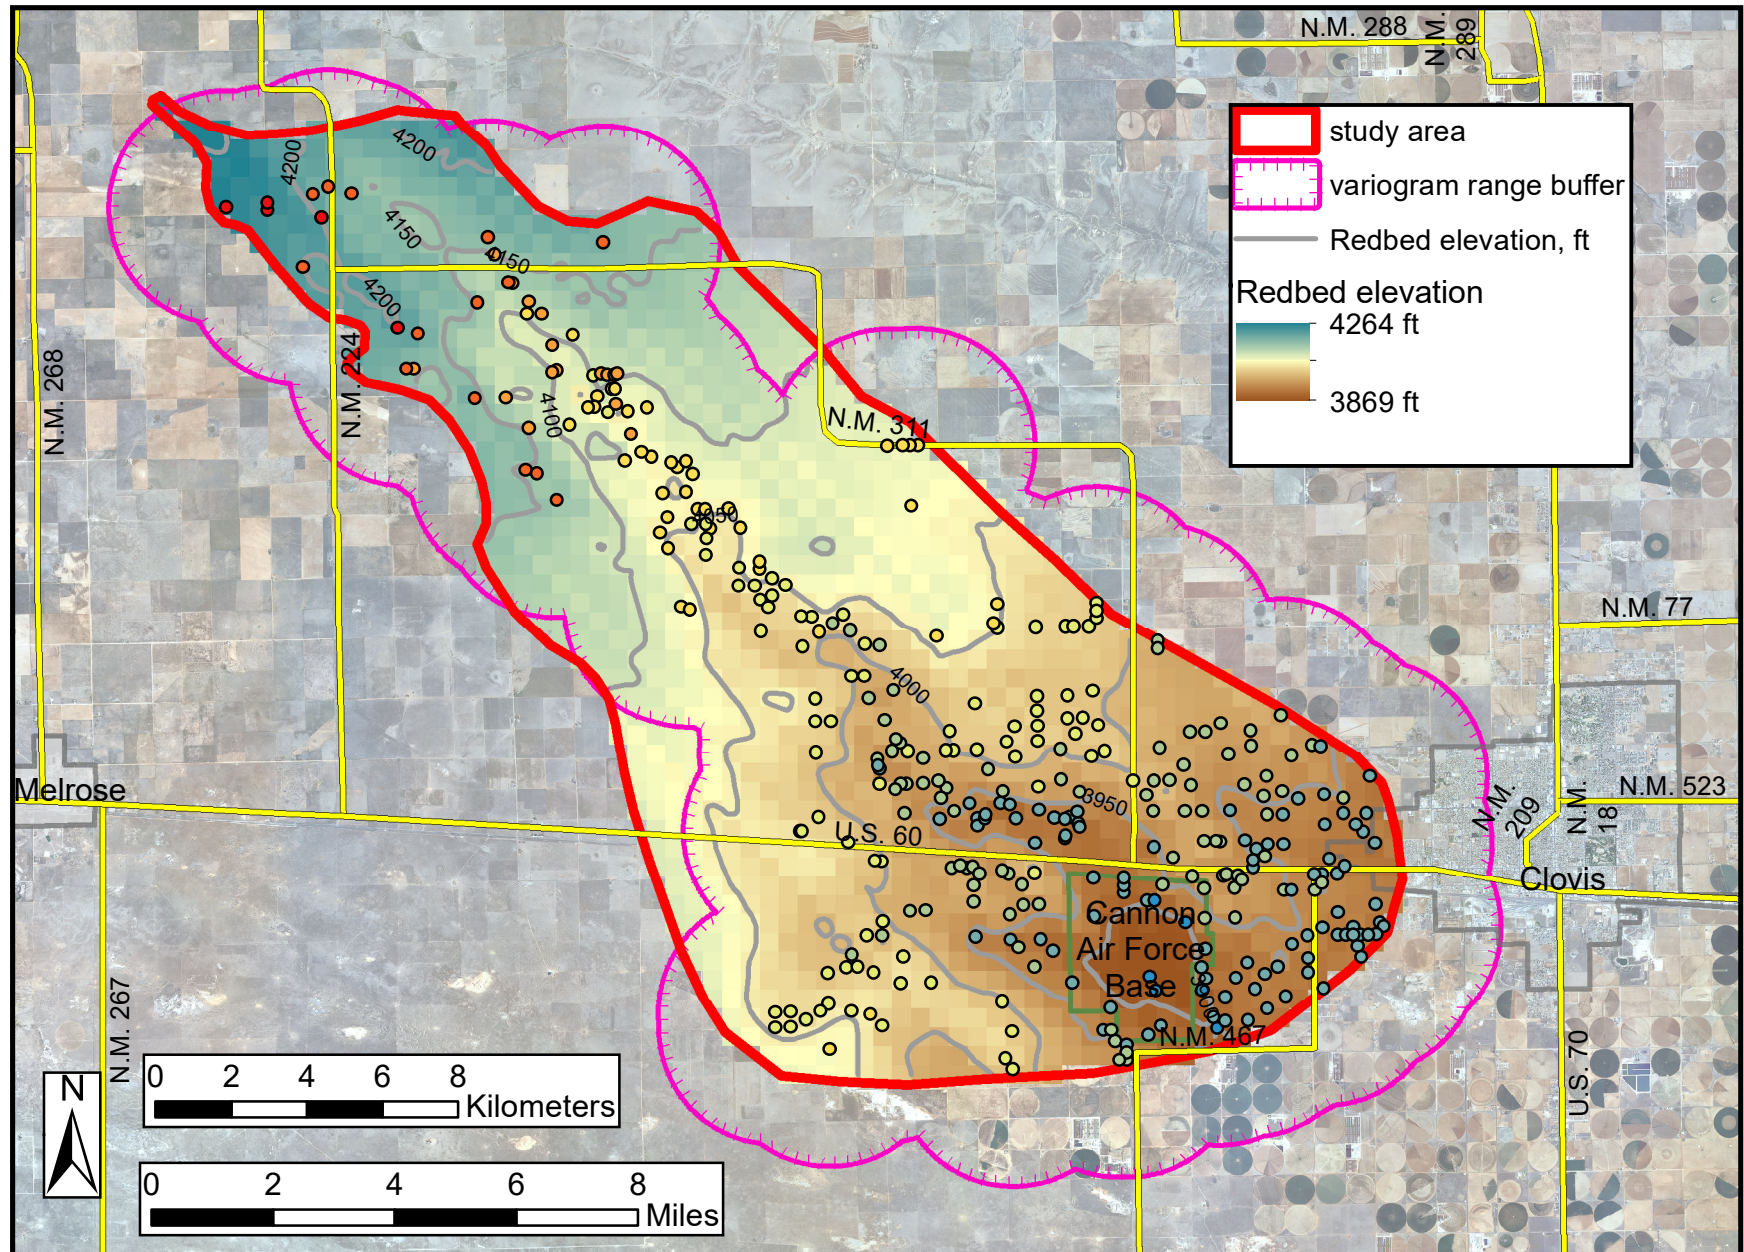 N.M. 288
N.M.
289
study area
variogram range buffer
Redbed elevation, ft
Redbed elevation
4264 ft
3869 ft
4200
4200
4150
4150
4200
N.M. 268
N.M. 224
4100
N.M. 311
4050
N.M. 77
4000
Melrose
3950
N.M. 523
N.M.
209
N.M.
18
U.S. 60
Clovis
Cannon
Air Force
Base
N.M. 267
N.M. 467
U.S. 70
0 2 4 6 8
Kilometers
N
0 2 4 6 8
Miles